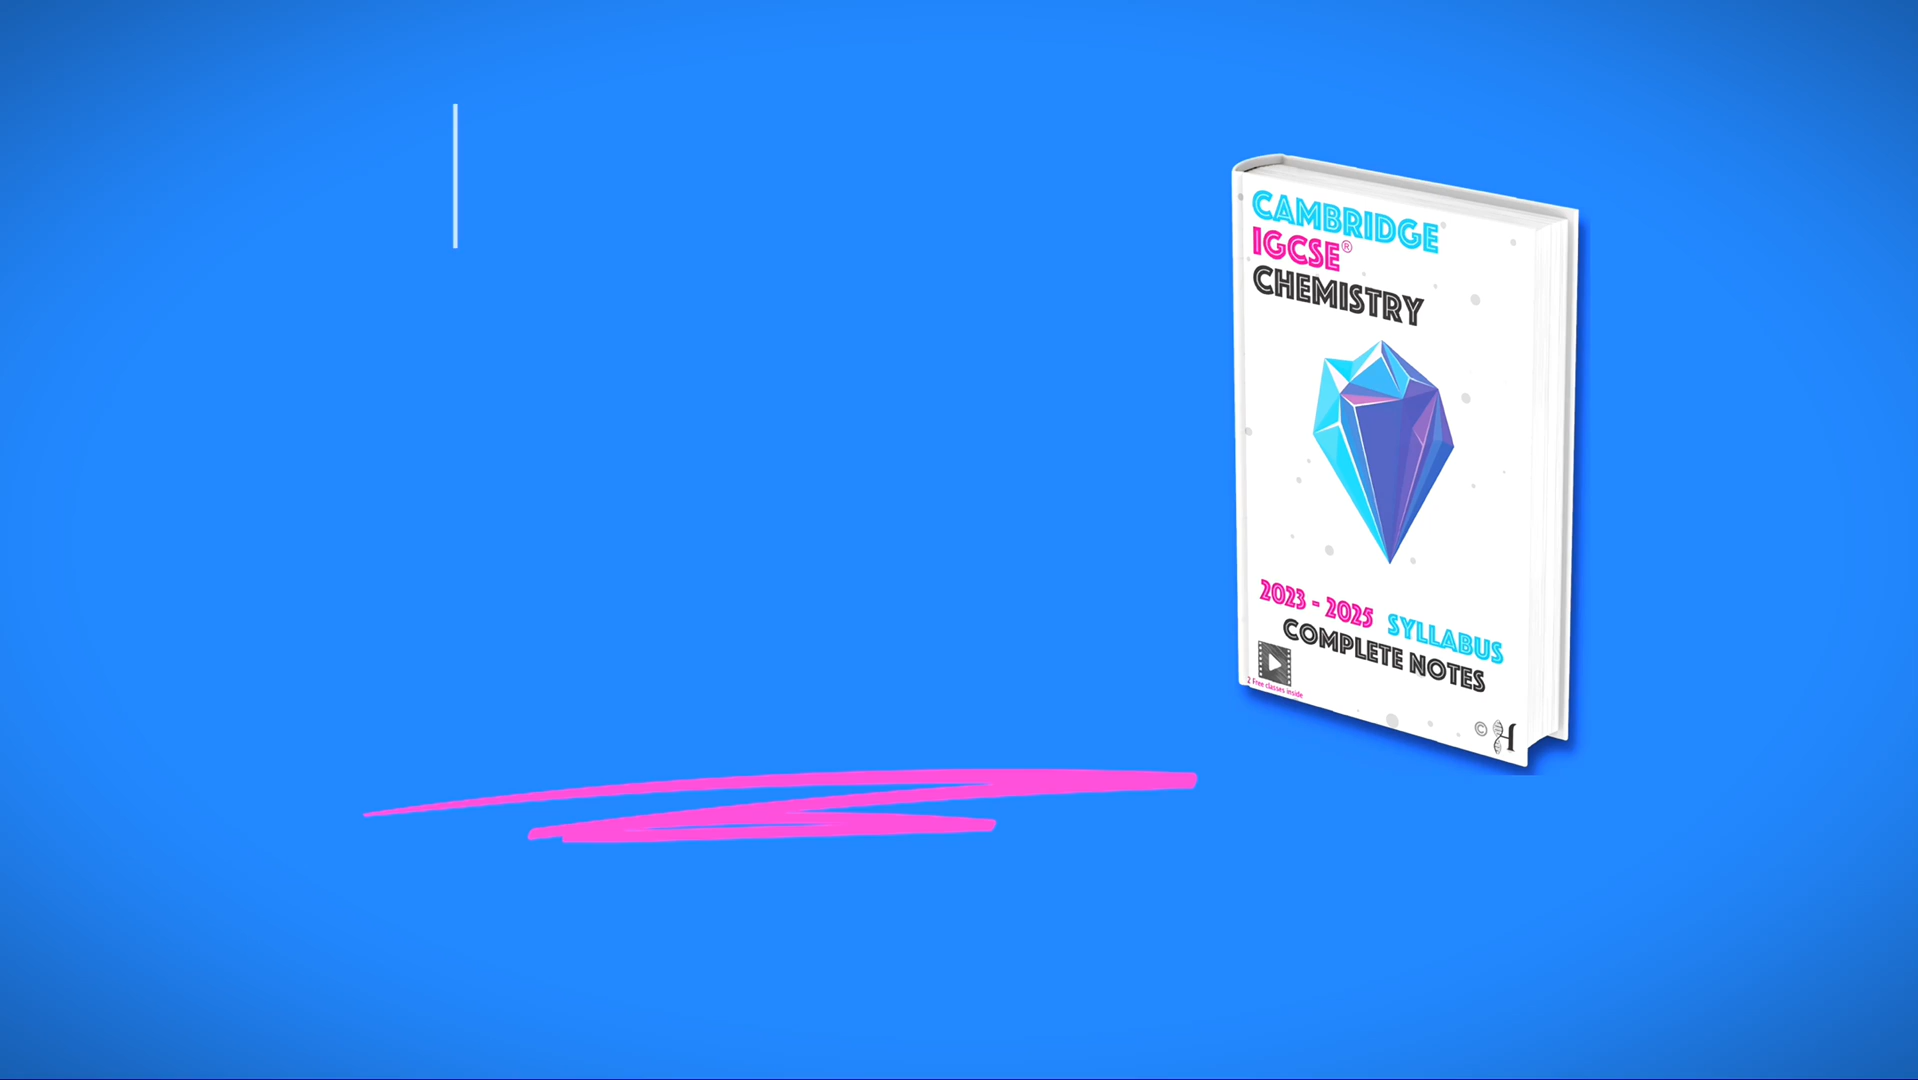 CAMBRIDGE
IGCSE®
CHEMISTRY
2023 - 2025 SYLLABUS
COMPLETE NOTES
2 Free classes inside
©